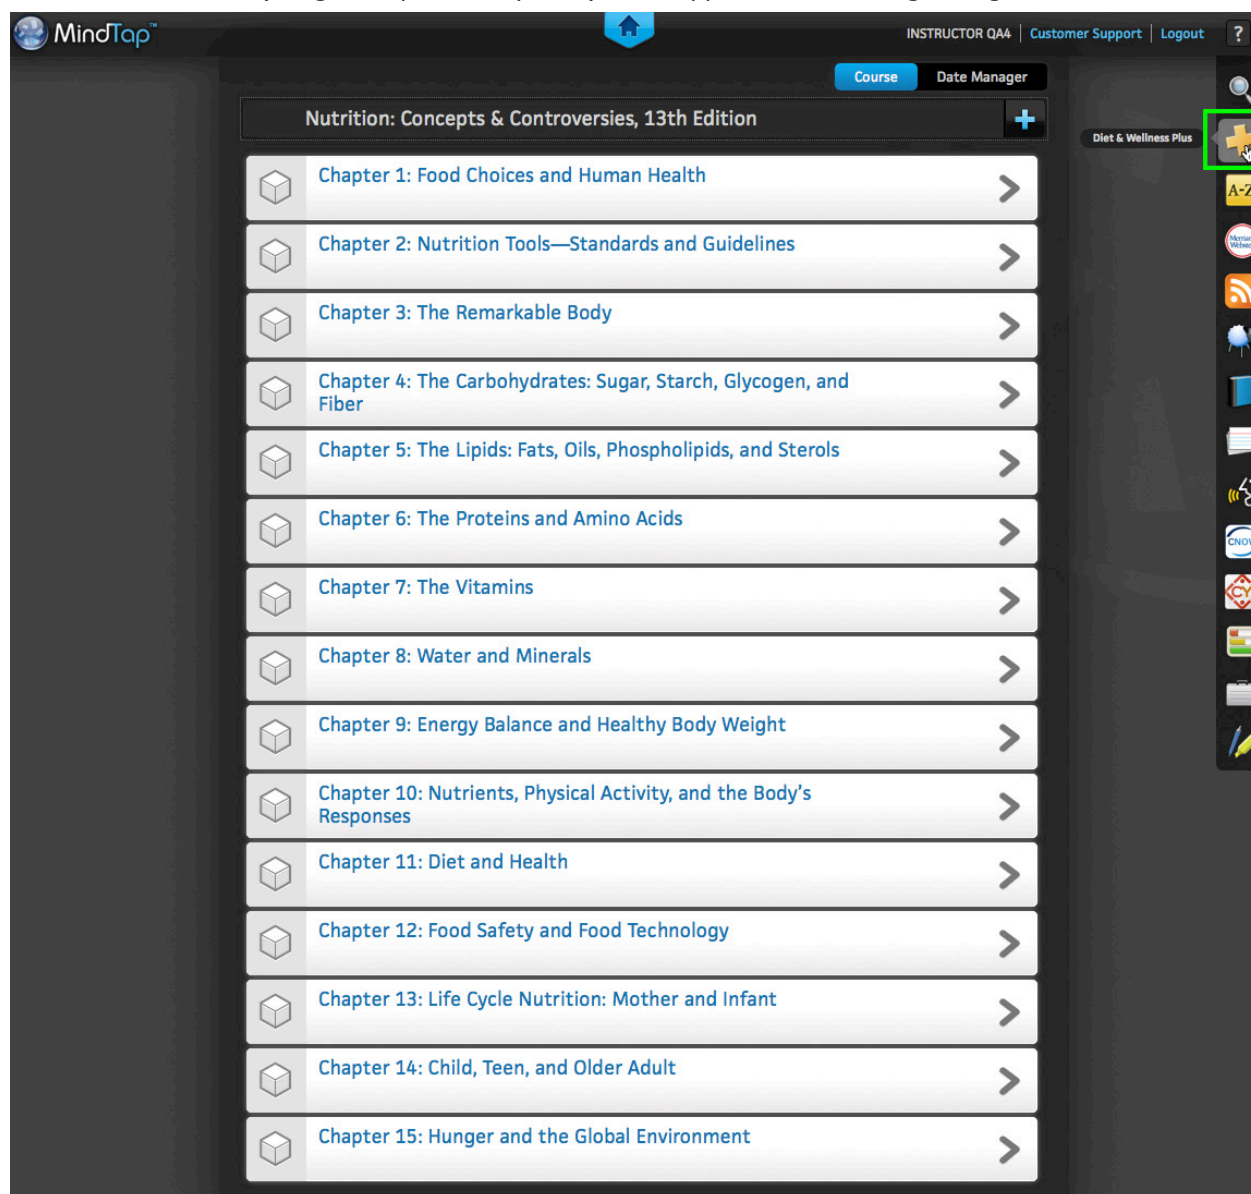 MindTap™
INSTRUCTOR QA4 | Customer Support | Logout ?
Course Date Manager
Nutrition: Concepts & Controversies, 13th Edition
Diet & Wellness Plus
Chapter 1: Food Choices and Human Health
A-Z
Chapter 2: Nutrition Tools—Standards and Guidelines
Chapter 3: The Remarkable Body
Chapter 4: The Carbohydrates: Sugar, Starch, Glycogen, and
Fiber
Chapter 5: The Lipids: Fats, Oils, Phospholipids, and Sterols
Chapter 6: The Proteins and Amino Acids
Chapter 7: The Vitamins
Chapter 8: Water and Minerals
Chapter 9: Energy Balance and Healthy Body Weight
Chapter 10: Nutrients, Physical Activity, and the Body's
Responses
Chapter 11: Diet and Health
Chapter 12: Food Safety and Food Technology
Chapter 13: Life Cycle Nutrition: Mother and Infant
Chapter 14: Child, Teen, and Older Adult
Chapter 15: Hunger and the Global Environment